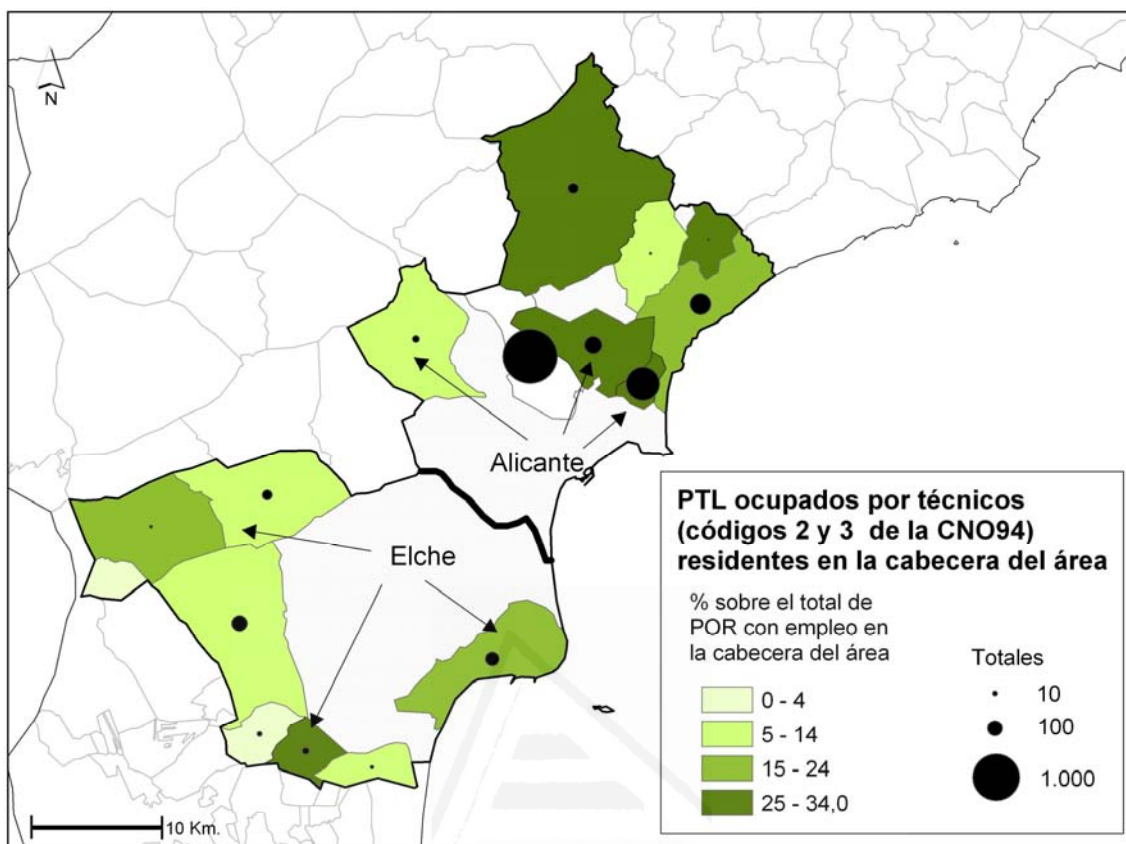 N
Alicante
Elche
10 Km.
PTL ocupados por técnicos
(códigos 2 y 3 de la CNO94)
residentes en la cabecera del área
% sobre el total de
POR con empleo en
la cabecera del área
0 - 4
5 - 14
15 - 24
25 - 34,0
Totales
10
100
1.000